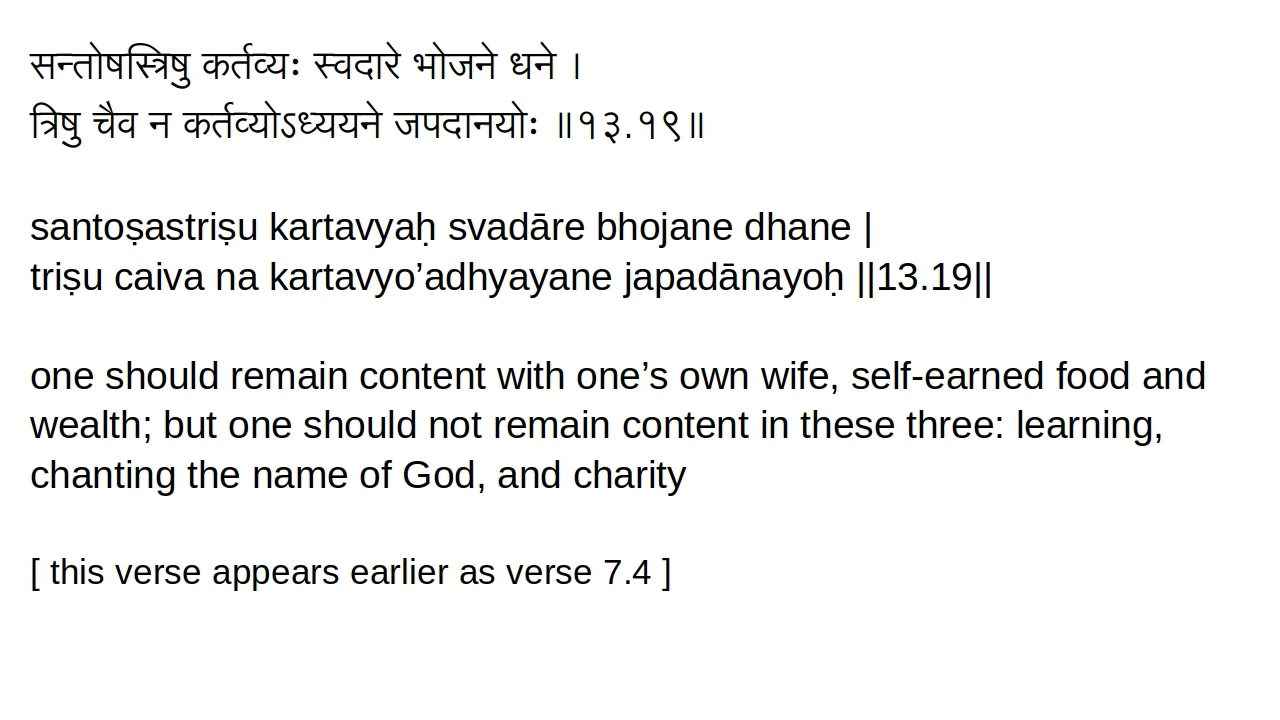 सन्तोषस्त्रिषु कर्तव्यः स्वदारे भोजने धने ।
त्रिषु चैव न कर्तव्योऽध्ययने जपदानयोः ॥१३.१९॥
santoṣastriṣu kartavyaḥ svadāre bhojane dhane |
triṣu caiva na kartavyo’adhyayane japadānayoḥ ||13.19||
one should remain content with one’s own wife, self-earned food and
wealth; but one should not remain content in these three: learning,
chanting the name of God, and charity
[ this verse appears earlier as verse 7.4 ]